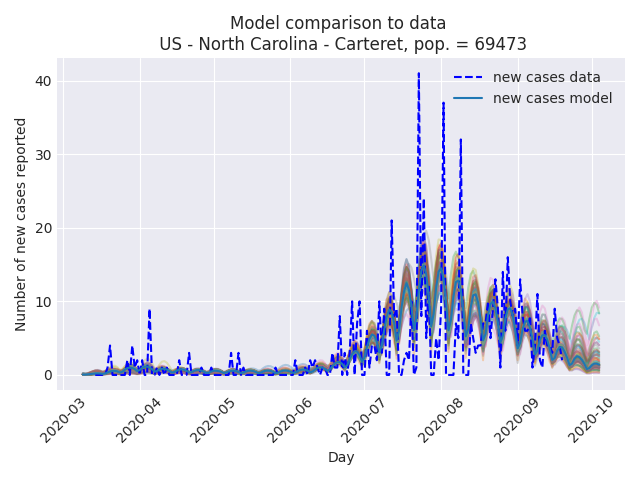 Model comparison to data
US - North Carolina - Carteret, pop. = 69473
new cases data
new cases model
Number of new cases reported
40
30
20
10
0
2020-03
2020-04
2020-05
2020-06
2020-07
2020-08
2020-09
2020-10
Day